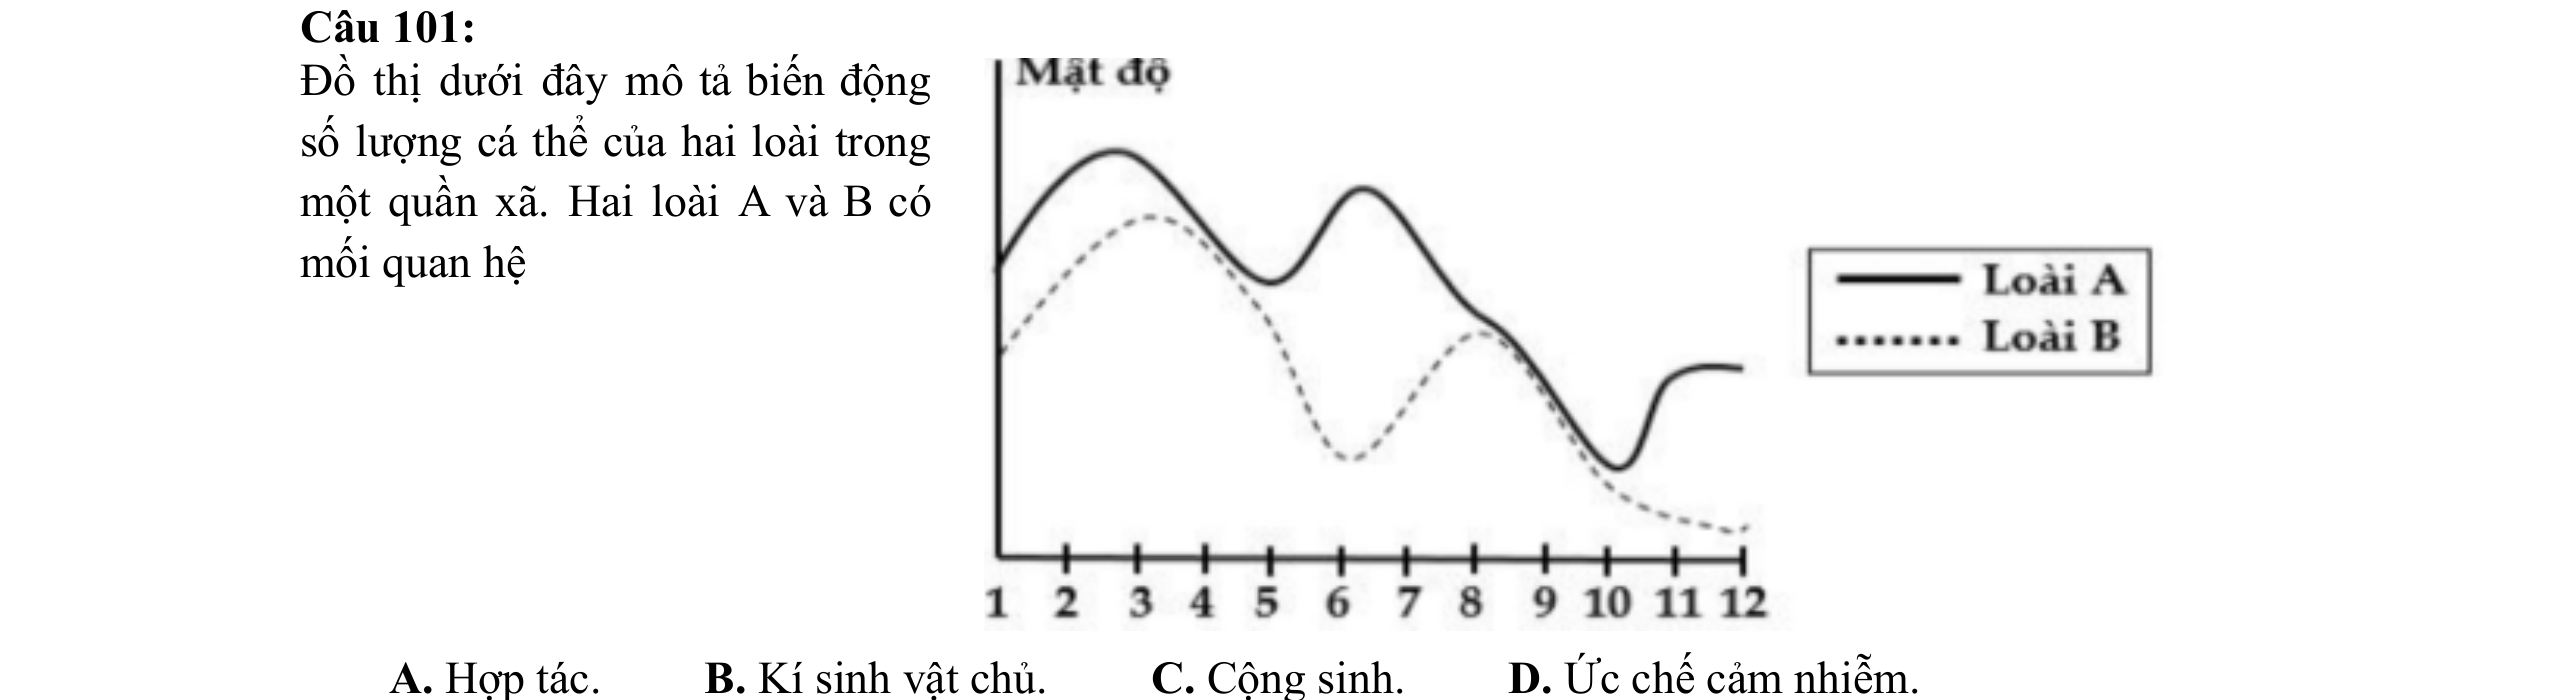 Câu 101:
Đồ thị dưới đây mô tả biến động
số lượng cá thể của hai loài trong
một quần xã. Hai loài A và B có
mối quan hệ
Mật độ
Loài A
Loài B
1 2 3 4 5 6 7 8 9 10 11 12
A. Hợp tác. B. Kí sinh vật chủ. C. Cộng sinh. D. Ức chế cảm nhiễm.